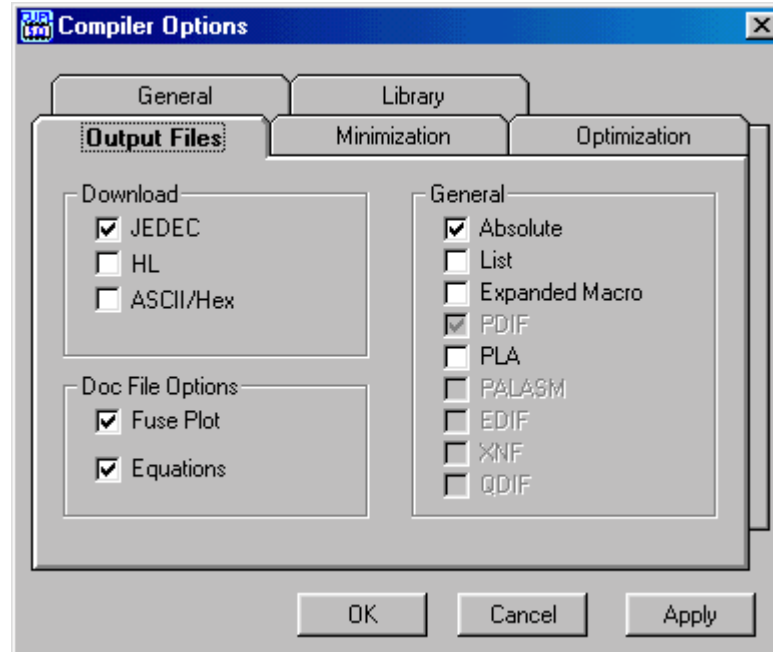 Compiler Options
General
Library
Output Files
Minimization
Optimization
Download
JEDEC
HL
ASCII/Hex
Doc File Options
Fuse Plot
Equations
General
Absolute
List
Expanded Macro
PDIF
PLA
PALASM
EDIF
XNF
QDIF
OK
Cancel
Apply